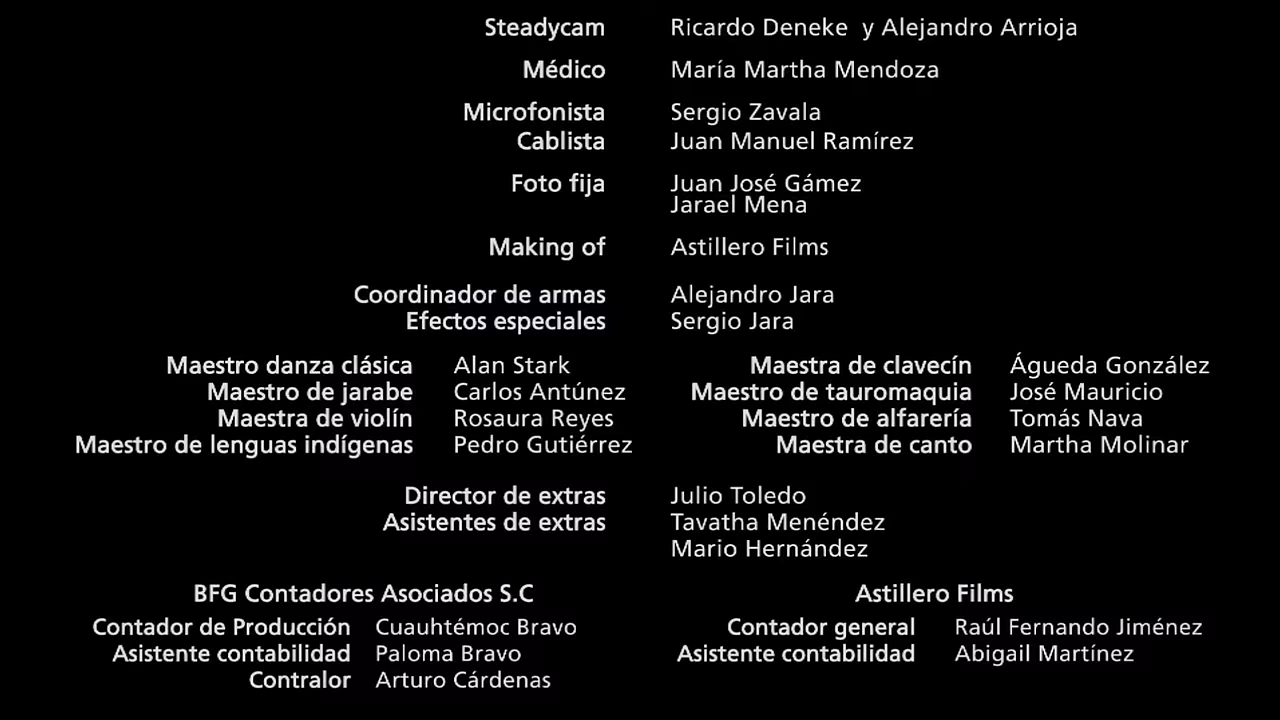 Steadycam Ricardo Deneke y Alejandro Arrioja
Médico María Martha Mendoza
Microfonista Sergio Zavala
Cablista Juan Manuel Ramírez
Foto fija Juan José Gámez
Jarael Mena
Making of Astillero Films
Coordinador de armas Alejandro Jara
Efectos especiales Sergio Jara
Maestro danza clásica Alan Stark Maestra de clavecín Águeda González
Maestro de jarabe Carlos Antúnez Maestro de tauromaquia José Mauricio
Maestra de violín Rosaura Reyes Maestro de alfarería Tomás Nava
Maestro de lenguas indígenas Pedro Gutiérrez Maestra de canto Martha Molinar
Director de extras Julio Toledo
Asistentes de extras Tavatha Menéndez
Mario Hernández
BFG Contadores Asociados S.C Astillero Films
Contador de Producción Cuauhtémoc Bravo Contador general Raúl Fernando Jiménez
Asistente contabilidad Paloma Bravo Asistente contabilidad Abigail Martínez
Contralor Arturo Cárdenas